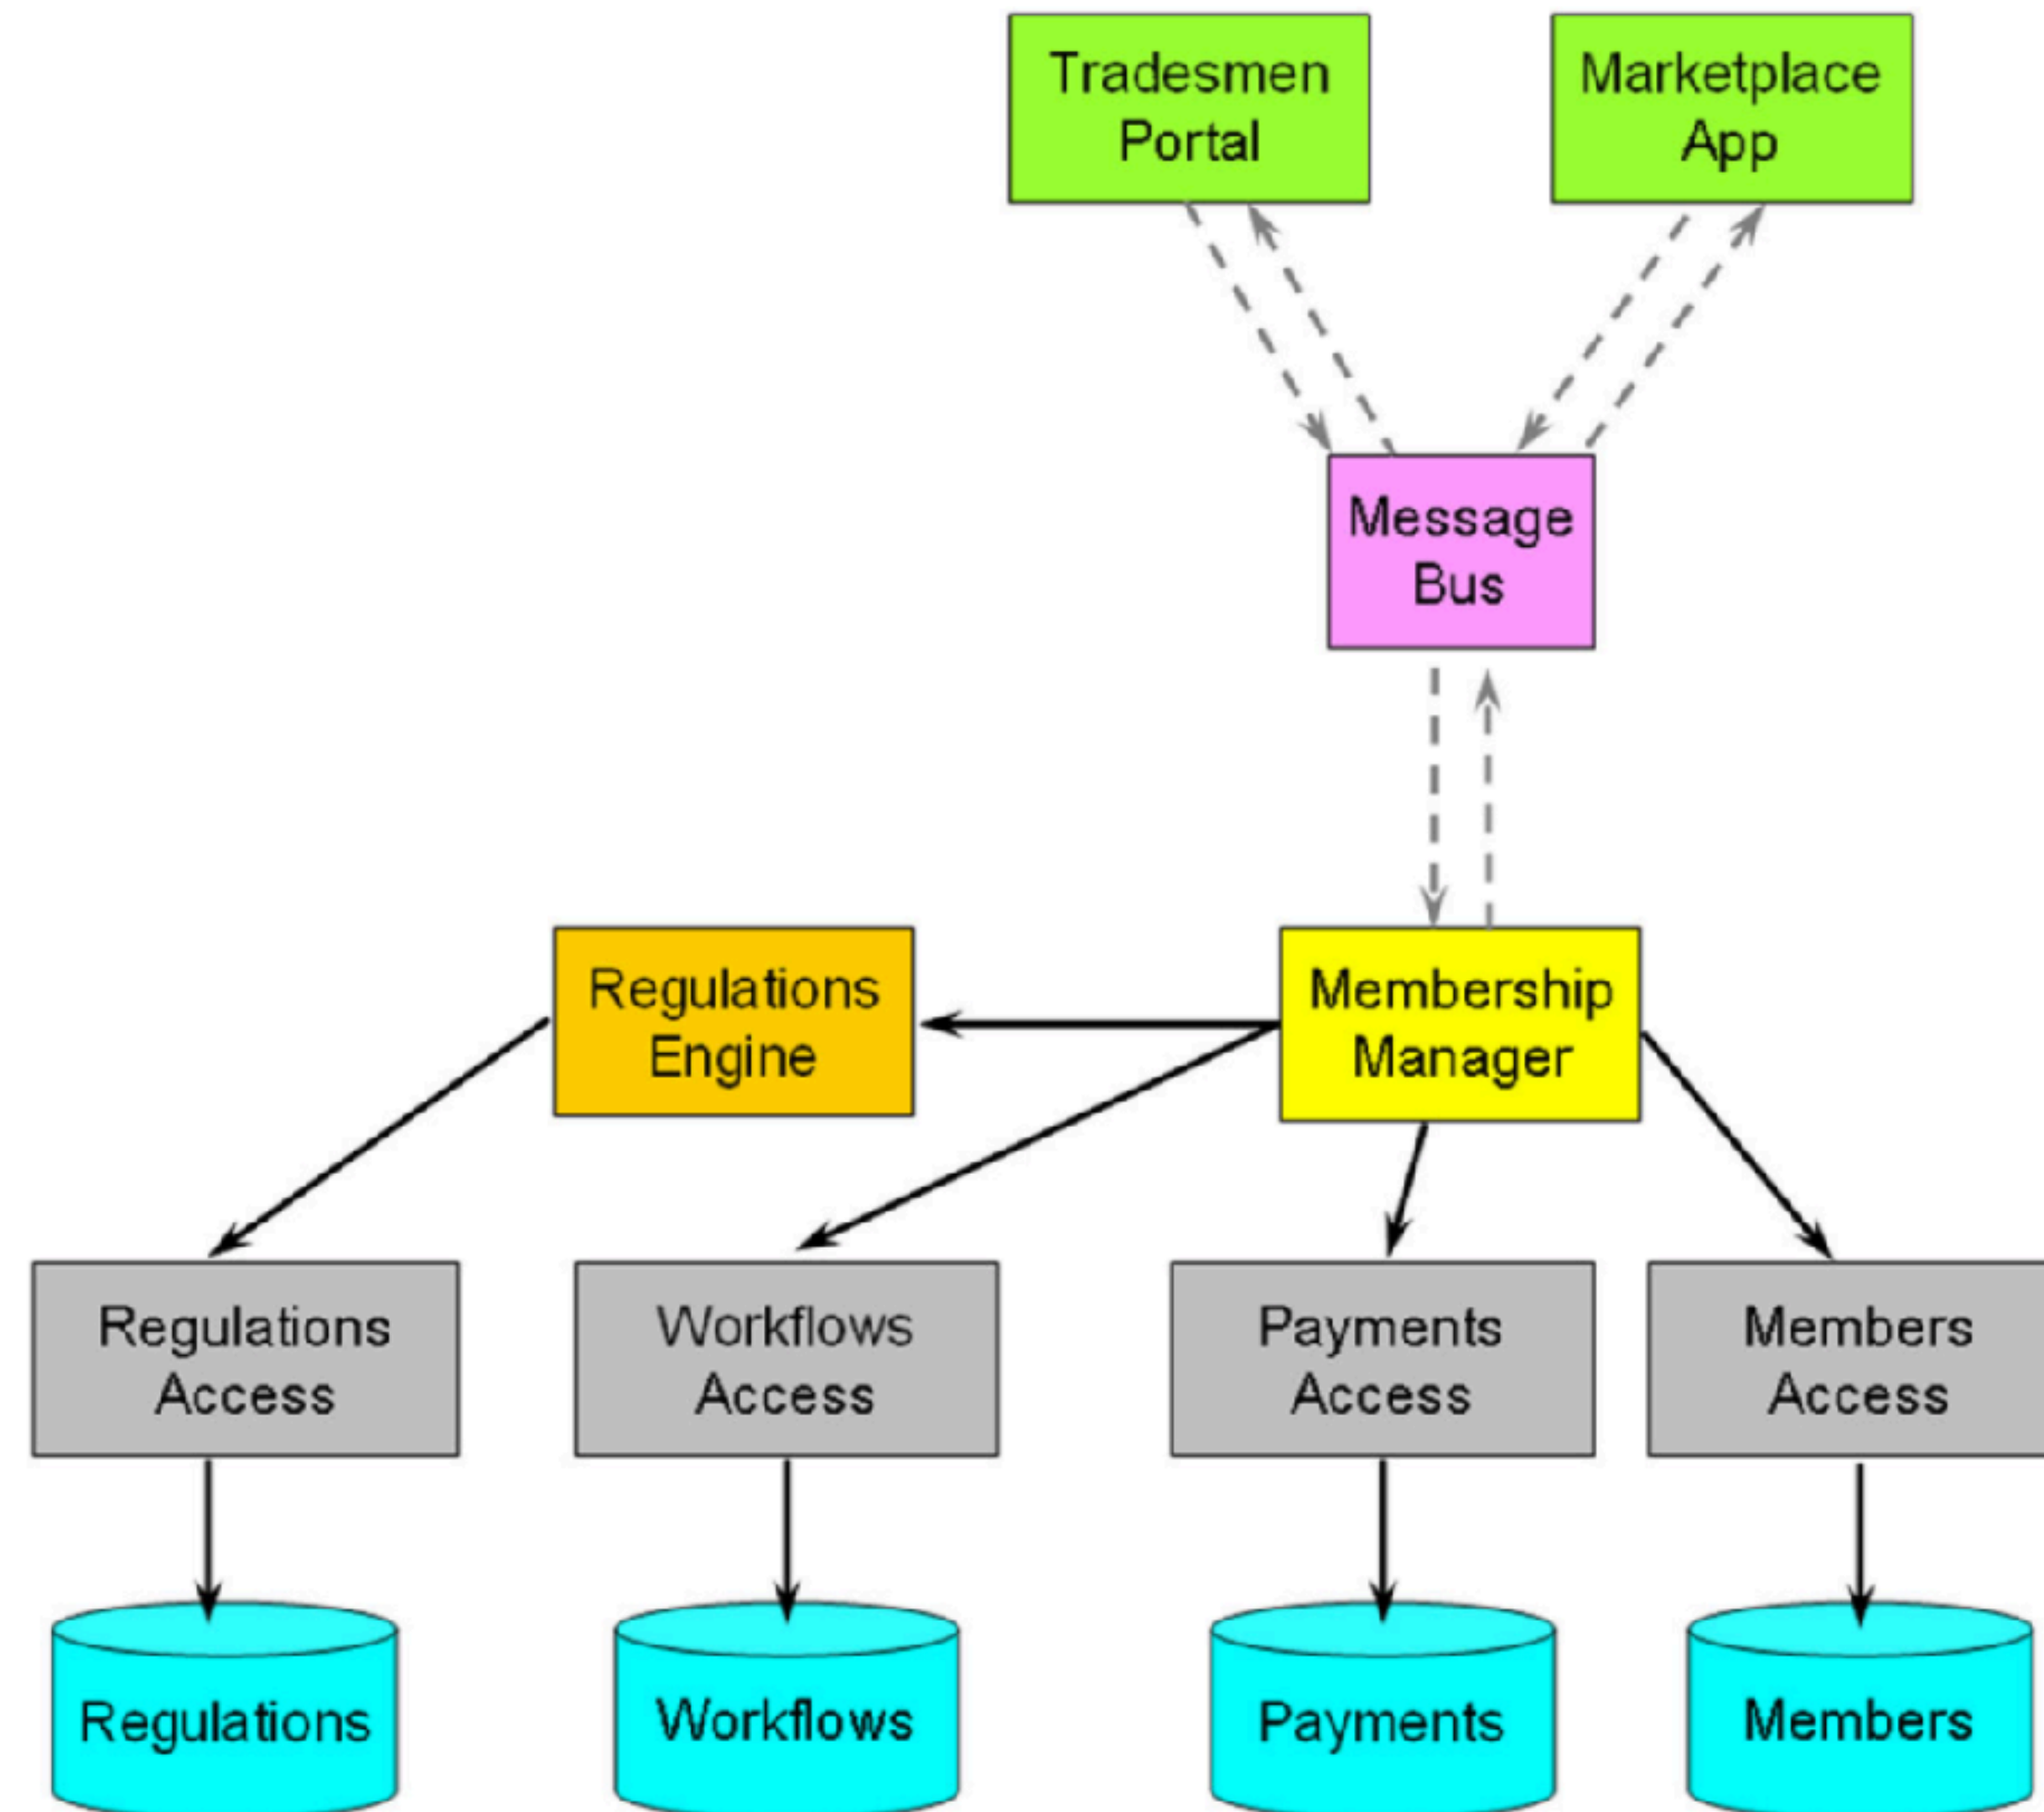 Tradesmen
Portal
Marketplace
App
Message
Bus
Regulations
Engine
Membership
Manager
Regulations
Access
Workflows
Access
Payments
Access
Members
Access
Regulations
Workflows
Payments
Members